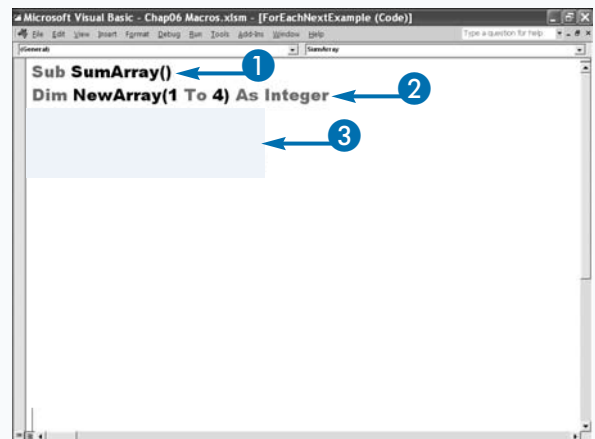 Microsoft Visual Basic - Chap06 Macros.xlsm - [ForEachNextExample (Code)]
File Edit View Insert Format Debug Run Tools Add-Ins Window Help
Type a question for help
(General)
SumArray
Sub SumArray()
1
Dim NewArray(1 To 4) As Integer
2
3